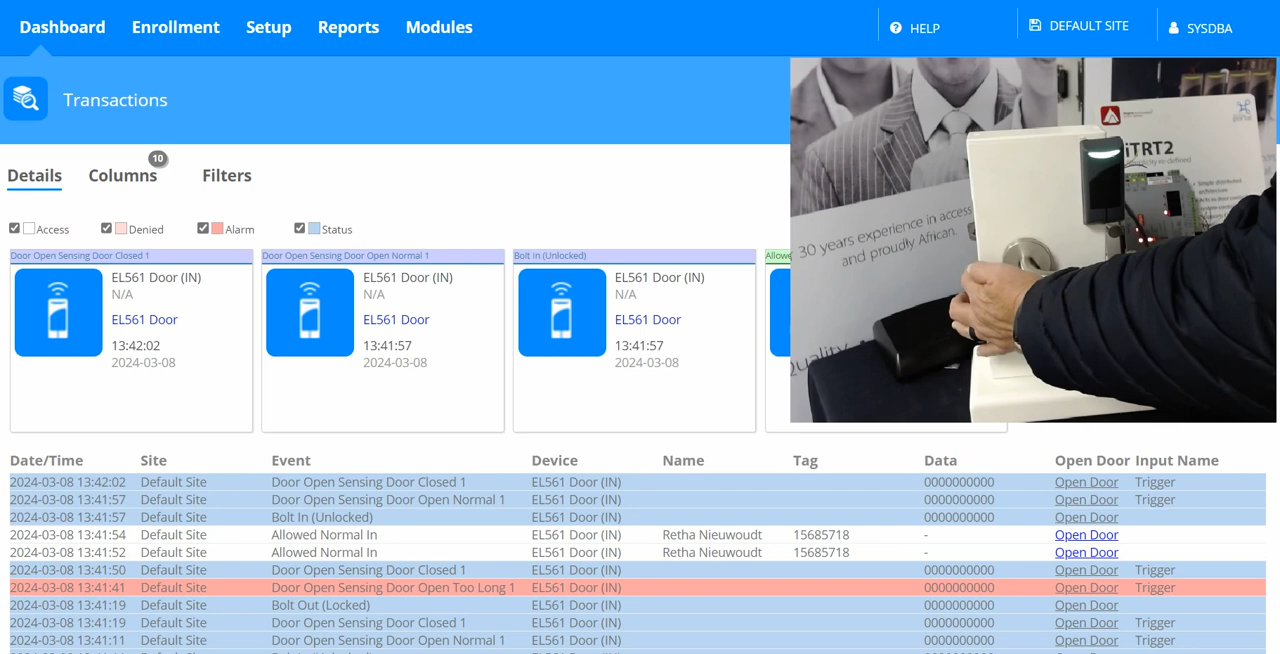 Dashboard Enrollment Setup Reports Modules HELP DEFAULT SITE SYSDBA
Transactions
Details Columns 10 Filters
Access Denied Alarm Status
Door Open Sensing Door Closed 1
EL561 Door (IN)
N/A
EL561 Door
13:42:02
2024-03-08
Door Open Sensing Door Open Normal 1
EL561 Door (IN)
N/A
EL561 Door
13:41:57
2024-03-08
Bolt In (Unlocked)
EL561 Door (IN)
N/A
EL561 Door
13:41:57
2024-03-08
iTRT2
30 years experience in access
and proudly African.
Quality
Date/Time Site Event Device Name Tag Data Open Door Input Name
2024-03-08 13:42:02 Default Site Door Open Sensing Door Closed 1 EL561 Door (IN) 0000000000 Open Door Trigger
2024-03-08 13:41:57 Default Site Door Open Sensing Door Open Normal 1 EL561 Door (IN) 0000000000 Open Door Trigger
2024-03-08 13:41:57 Default Site Bolt In (Unlocked) EL561 Door (IN) 0000000000 Open Door
2024-03-08 13:41:54 Default Site Allowed Normal In EL561 Door (IN) Retha Nieuwoudt 15685718 - Open Door
2024-03-08 13:41:52 Default Site Allowed Normal In EL561 Door (IN) Retha Nieuwoudt 15685718 - Open Door
2024-03-08 13:41:50 Default Site Door Open Sensing Door Closed 1 EL561 Door (IN) 0000000000 Open Door Trigger
2024-03-08 13:41:41 Default Site Door Open Sensing Door Open Too Long 1 EL561 Door (IN) 0000000000 Open Door Trigger
2024-03-08 13:41:19 Default Site Bolt Out (Locked) EL561 Door (IN) 0000000000 Open Door
2024-03-08 13:41:19 Default Site Door Open Sensing Door Closed 1 EL561 Door (IN) 0000000000 Open Door Trigger
2024-03-08 13:41:11 Default Site Door Open Sensing Door Open Normal 1 EL561 Door (IN) 0000000000 Open Door Trigger